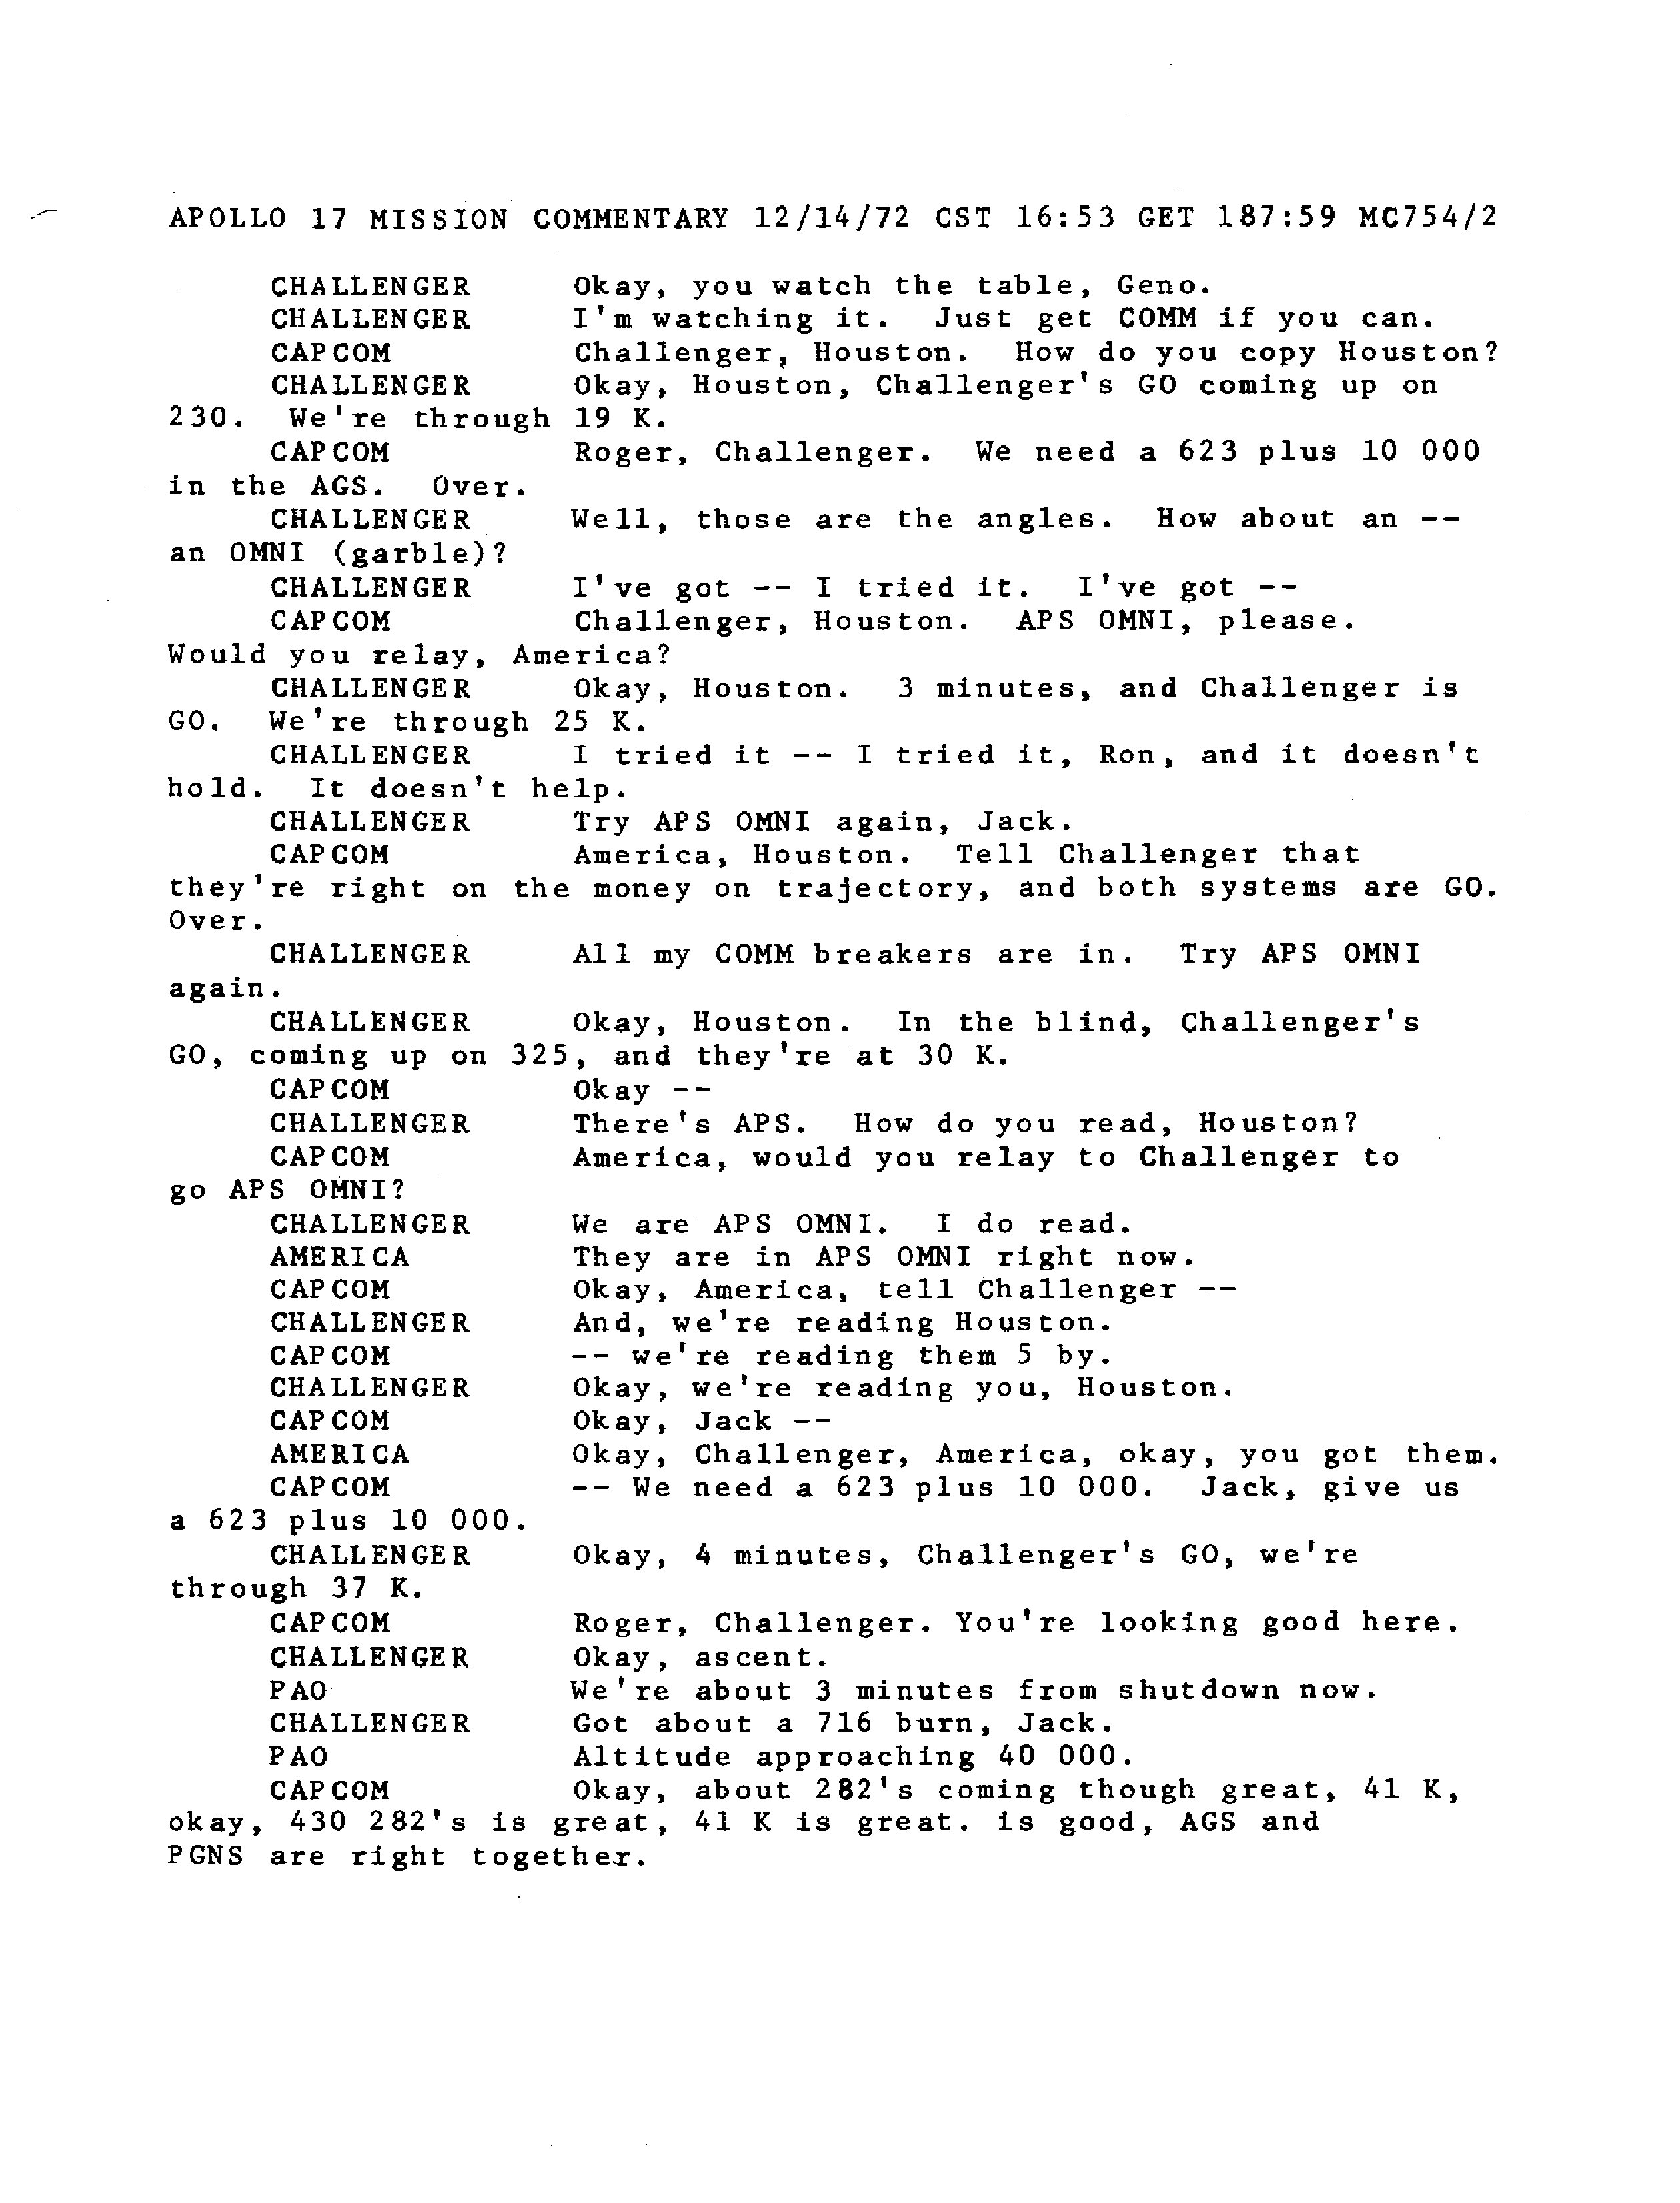 APOLLO 17 MISSION COMMENTARY 12/14/72 CST 16:53 GET 187:59 MC754/2
CHALLENGER Okay, you watch the table, Geno.
CHALLENGER I'm watching it. Just get COMM if you can.
CAPCOM Challenger, Houston. How do you copy Houston?
CHALLENGER Okay, Houston, Challenger's GO coming up on
230. We're through 19 K.
CAPCOM Roger, Challenger. We need a 623 plus 10 000
in the AGS. Over.
CHALLENGER Well, those are the angles. How about an --
an OMNI (garble)?
CHALLENGER I've got -- I tried it. I've got --
CAPCOM Challenger, Houston. APS OMNI, please.
Would you relay, America?
CHALLENGER Okay, Houston. 3 minutes, and Challenger is
GO. We're through 25 K.
CHALLENGER I tried it -- I tried it, Ron, and it doesn't
hold. It doesn't help.
CHALLENGER Try APS OMNI again, Jack.
CAPCOM America, Houston. Tell Challenger that
they're right on the money on trajectory, and both systems are GO.
Over.
CHALLENGER All my COMM breakers are in. Try APS OMNI
again.
CHALLENGER Okay, Houston. In the blind, Challenger's
GO, coming up on 325, and they're at 30 K.
CAPCOM Okay --
CHALLENGER There's APS. How do you read, Houston?
CAPCOM America, would you relay to Challenger to
go APS OMNI?
CHALLENGER We are APS OMNI. I do read.
AMERICA They are in APS OMNI right now.
CAPCOM Okay, America, tell Challenger --
CHALLENGER And, we're reading Houston.
CAPCOM -- we're reading them 5 by.
CHALLENGER Okay, we're reading you, Houston.
CAPCOM Okay, Jack --
AMERICA Okay, Challenger, America, okay, you got them.
CAPCOM -- We need a 623 plus 10 000. Jack, give us
a 623 plus 10 000.
CHALLENGER Okay, 4 minutes, Challenger's GO, we're
through 37 K.
CAPCOM Roger, Challenger. You're looking good here.
CHALLENGER Okay, ascent.
PAO We're about 3 minutes from shutdown now.
CHALLENGER Got about a 716 burn, Jack.
PAO Altitude approaching 40 000.
CAPCOM Okay, about 282's coming though great, 41 K,
okay, 430 282's is great, 41 K is great. is good, AGS and
PGNS are right together.